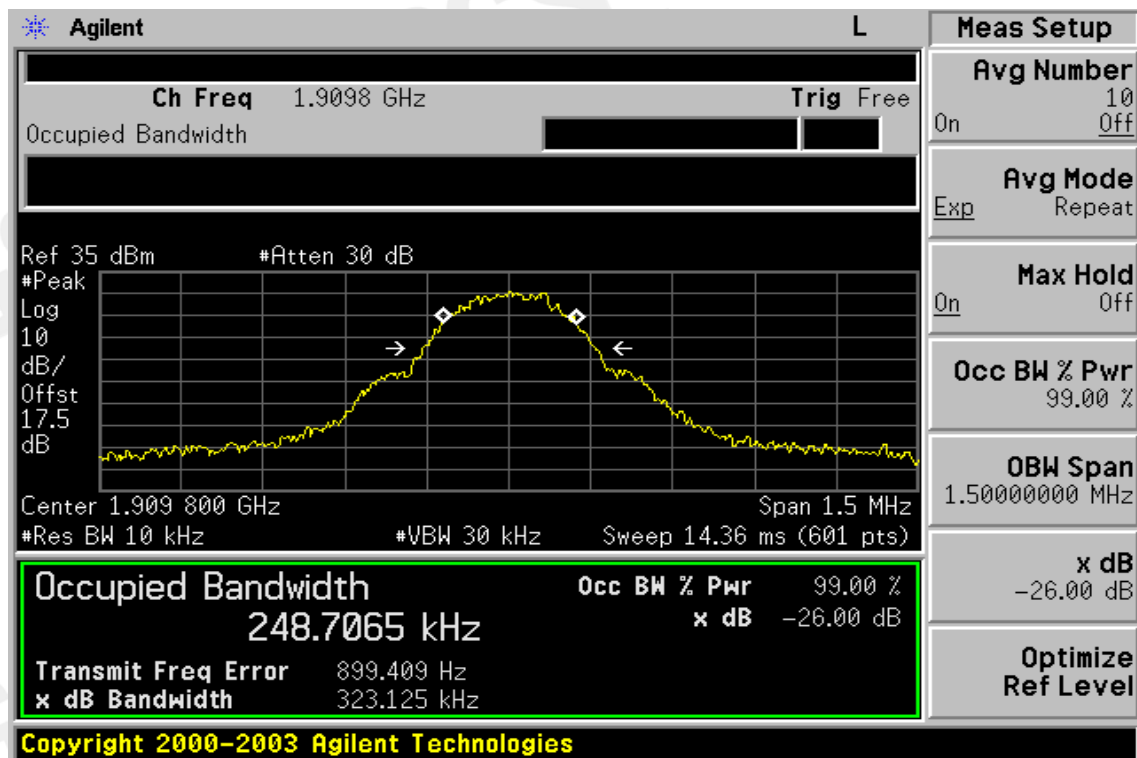 Agilent L
Ch Freq 1.9098 GHz Trig Free
Occupied Bandwidth
Ref 35 dBm #Atten 30 dB
#Peak
Log
10
dB/
Offst
17.5
dB
Center 1.909 800 GHz Span 1.5 MHz
#Res BW 10 kHz #VBW 30 kHz Sweep 14.36 ms (601 pts)
Occupied Bandwidth Occ BW % Pwr 99.00 %
248.7065 kHz x dB -26.00 dB
Transmit Freq Error 899.409 Hz
x dB Bandwidth 323.125 kHz
Copyright 2000-2003 Agilent Technologies
Meas Setup
Avg Number
10
On Off
Avg Mode
Exp Repeat
Max Hold
On Off
Occ BW % Pwr
99.00 %
OBW Span
1.50000000 MHz
x dB
-26.00 dB
Optimize
Ref Level